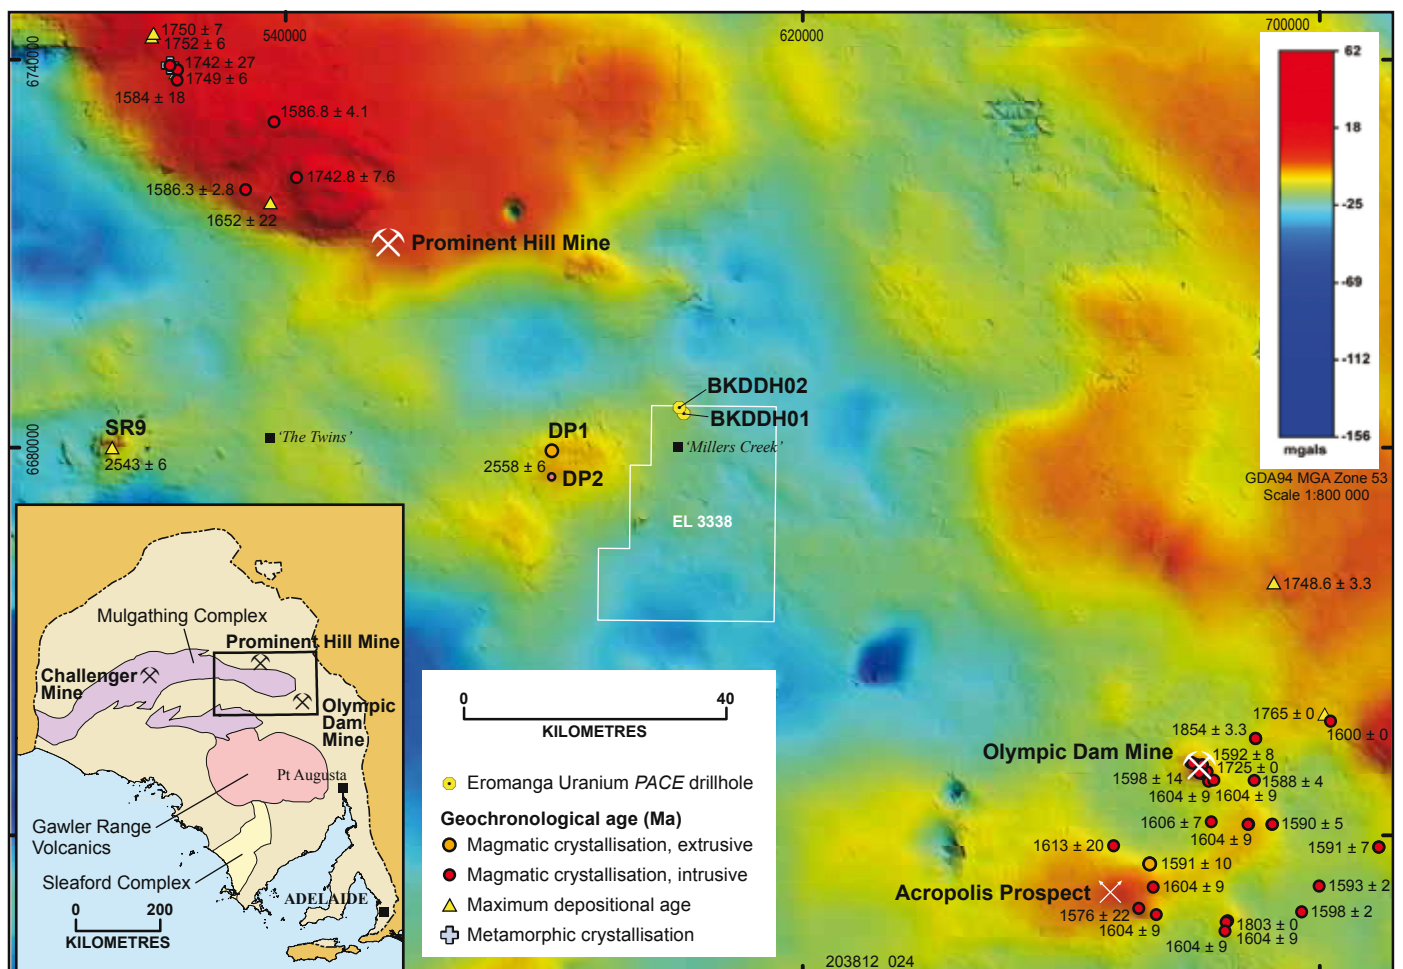 540000
620000
700000
6740000
6680000
1750 ± 7
1752 ± 6
1742 ± 27
1749 ± 6
1584 ± 18
1586.8 ± 4.1
1586.3 ± 2.8
1742.8 ± 7.6
1652 ± 22
Prominent Hill Mine
62
18
-25
-69
-112
-156
mgals
GDA94 MGA Zone 53
Scale 1:800 000
BKDDH02
BKDDH01
SR9
2543 ± 6
'The Twins'
DP1
2558 ± 6
DP2
'Millers Creek'
EL 3338
1748.6 ± 3.3
1765 ± 0
1600 ± 0
1854 ± 3.3
Olympic Dam Mine
1592 ± 8
1725 ± 0
1598 ± 14
1588 ± 4
1604 ± 9
1604 ± 9
1606 ± 7
1590 ± 5
1604 ± 9
1613 ± 20
1591 ± 7
1591 ± 10
Acropolis Prospect
1604 ± 9
1593 ± 2
1576 ± 22
1598 ± 2
1604 ± 9
1803 ± 0
1604 ± 9
1604 ± 9
203812_024
Mulgathing Complex
Prominent Hill Mine
Challenger
Mine
Olympic
Dam
Mine
Pt Augusta
Gawler Range
Volcanics
Sleaford Complex
ADELAIDE
0 200
KILOMETRES
0 40
KILOMETRES
Eromanga Uranium PACE drillhole
Geochronological age (Ma)
Magmatic crystallisation, extrusive
Magmatic crystallisation, intrusive
Maximum depositional age
Metamorphic crystallisation